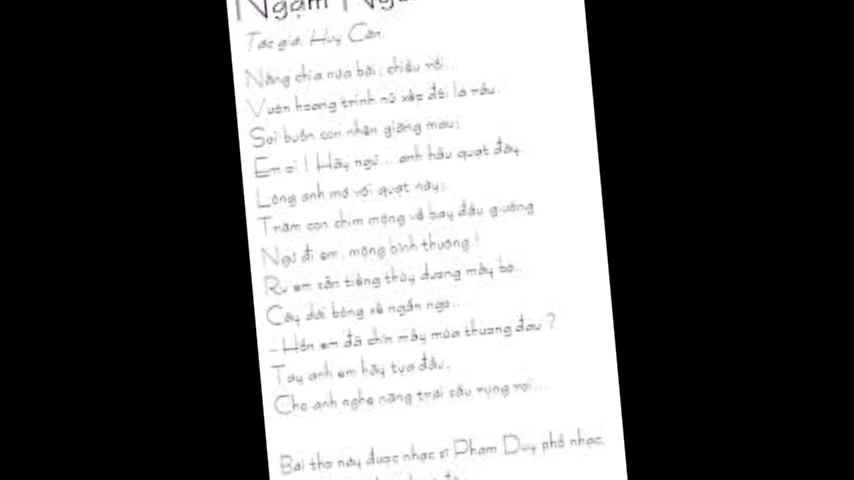 Ngậm Ngùi
Tác giả: Huy Cận
Nắng chia nửa bãi; chiều rồi...
Vườn hoang trinh nữ xếp đôi lá rầu.
Sợi buồn con nhện giăng mau;
Em ơi! Hãy ngủ... anh hầu quạt đây.
Lòng anh mở với quạt này;
Trăm con chim mộng về bay đầu giường.
Ngủ đi em, mộng bình thường!
Ru em sẵn tiếng thùy dương mấy bờ...
Cây dài bóng xế ngẩn ngơ...
- Hồn em đã chín mấy mùa thương đau?
Tay anh em hãy tựa đầu,
Cho anh nghe nặng trái sầu rụng rơi...
Bài thơ này được nhạc sĩ Phạm Duy phổ nhạc,